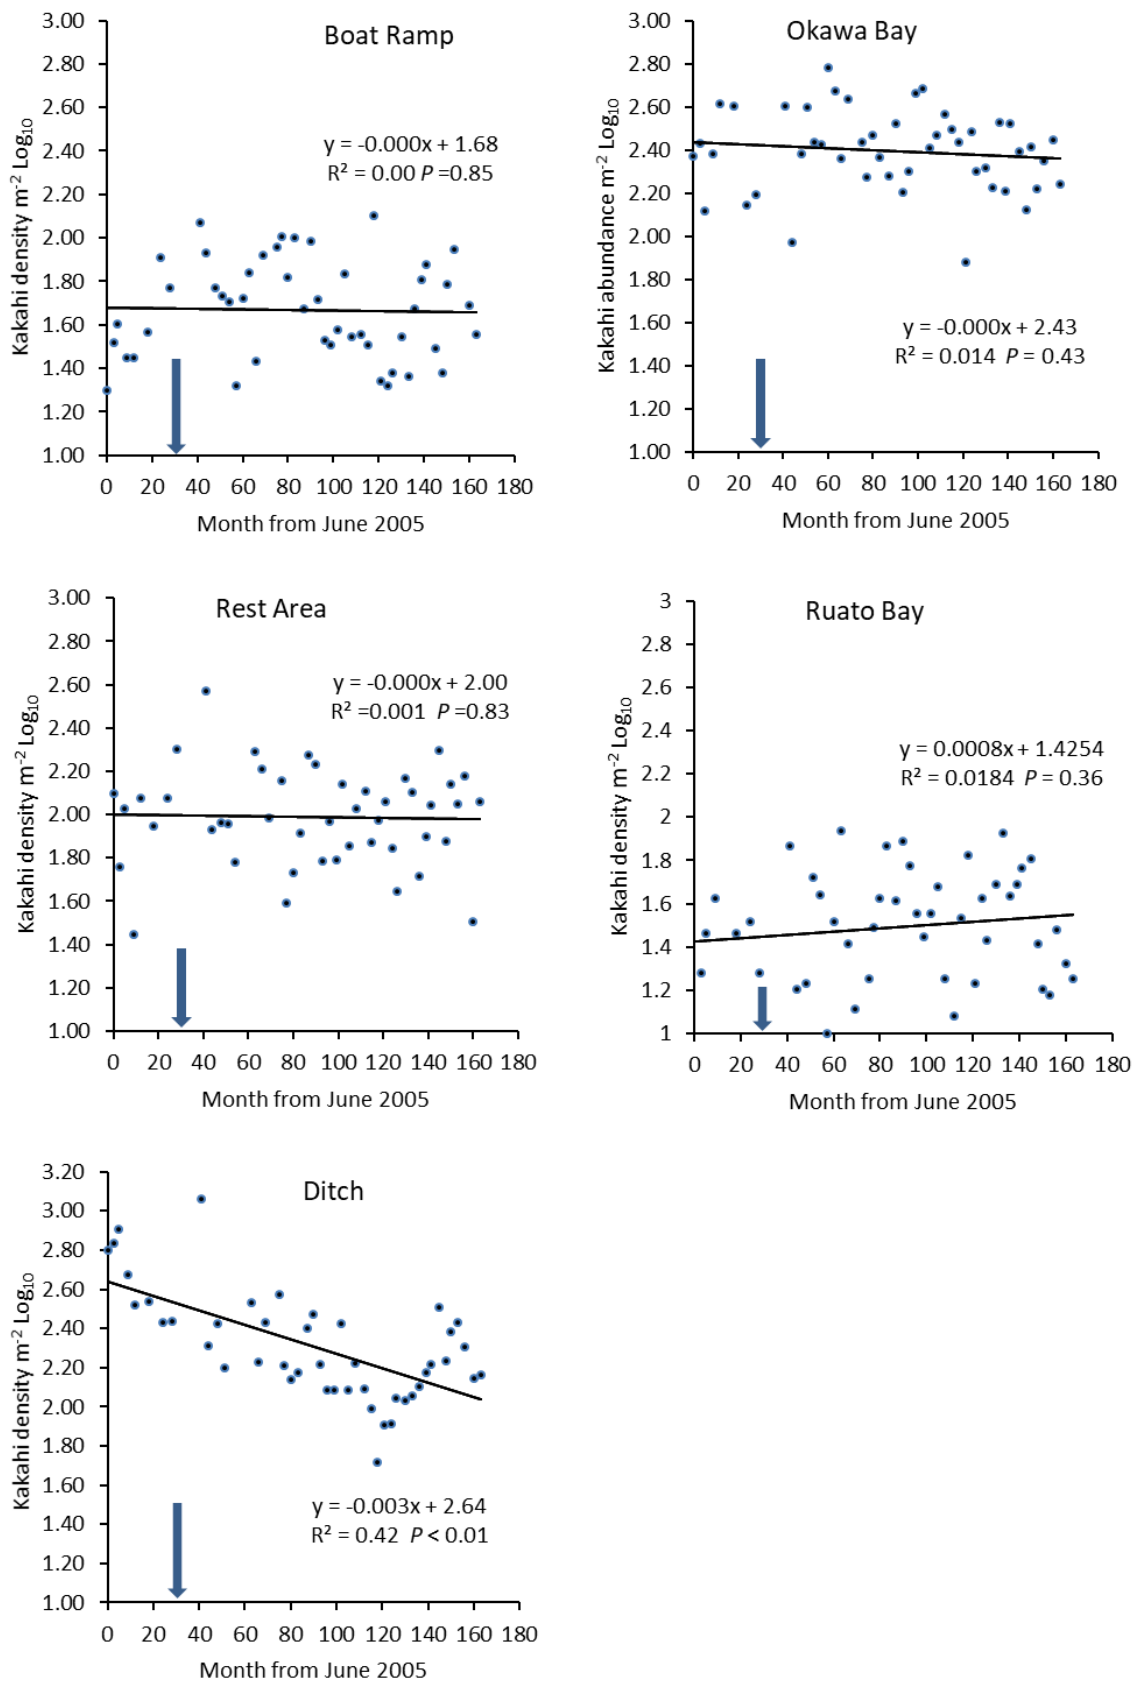 Boat Ramp
Kakahi density m⁻² Log₁₀
3.00
2.80
2.60
2.40
2.20
2.00
1.80
1.60
1.40
1.20
1.00
y = -0.000x + 1.68
R² = 0.00 P =0.85
0 20 40 60 80 100 120 140 160 180
Month from June 2005
Okawa Bay
Kakahi abundance m⁻² Log₁₀
3.00
2.80
2.60
2.40
2.20
2.00
1.80
1.60
1.40
1.20
1.00
y = -0.000x + 2.43
R² = 0.014 P = 0.43
0 20 40 60 80 100 120 140 160 180
Month from June 2005
Rest Area
Kakahi density m⁻² Log₁₀
3.00
2.80
2.60
2.40
2.20
2.00
1.80
1.60
1.40
1.20
1.00
y = -0.000x + 2.00
R² =0.001 P =0.83
0 20 40 60 80 100 120 140 160 180
Month from June 2005
Ruato Bay
Kakahi density m⁻² Log₁₀
3
2.8
2.6
2.4
2.2
2
1.8
1.6
1.4
1.2
1
y = 0.0008x + 1.4254
R² = 0.0184 P = 0.36
0 20 40 60 80 100 120 140 160 180
Month from June 2005
Ditch
Kakahi density m⁻² Log₁₀
3.20
3.00
2.80
2.60
2.40
2.20
2.00
1.80
1.60
1.40
1.20
1.00
y = -0.003x + 2.64
R² = 0.42 P < 0.01
0 20 40 60 80 100 120 140 160 180
Month from June 2005